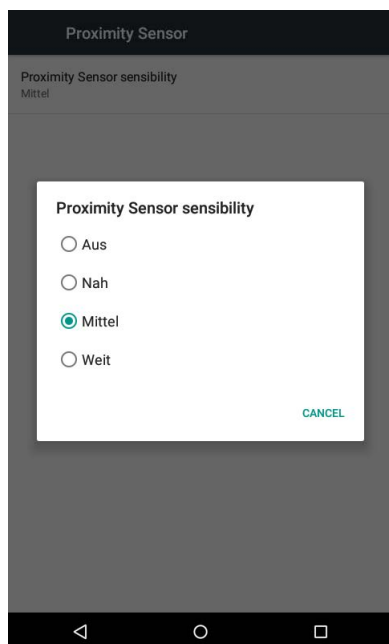 Proximity Sensor
Proximity Sensor sensibility
Mittel
Proximity Sensor sensibility
Aus
Nah
Mittel
Weit
CANCEL